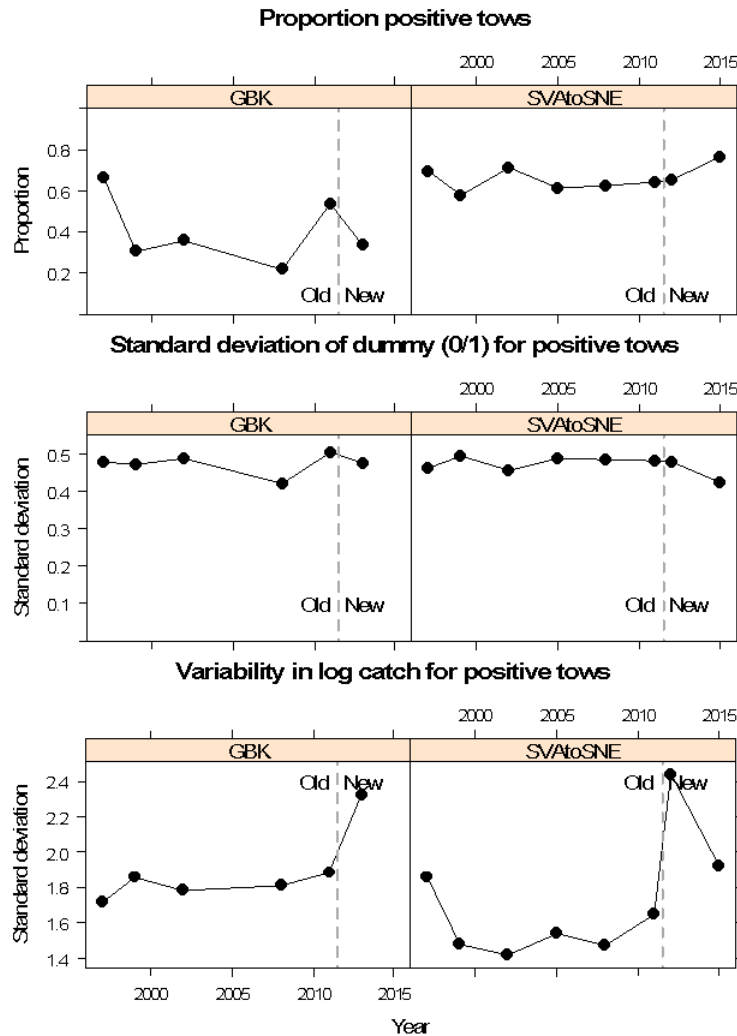 Proportion positive tows
2000 2005 2010 2015
GBK SVAtoSNE
Proportion
0.8
0.6
0.4
0.2
Old New Old New
Standard deviation of dummy (0/1) for positive tows
2000 2005 2010 2015
GBK SVAtoSNE
Standard deviation
0.5
0.4
0.3
0.2
0.1
Old New Old New
Variability in log catch for positive tows
2000 2005 2010 2015
GBK SVAtoSNE
Old New Old New
Standard deviation
2.4
2.2
2.0
1.8
1.6
1.4
2000 2005 2010 2015
Year